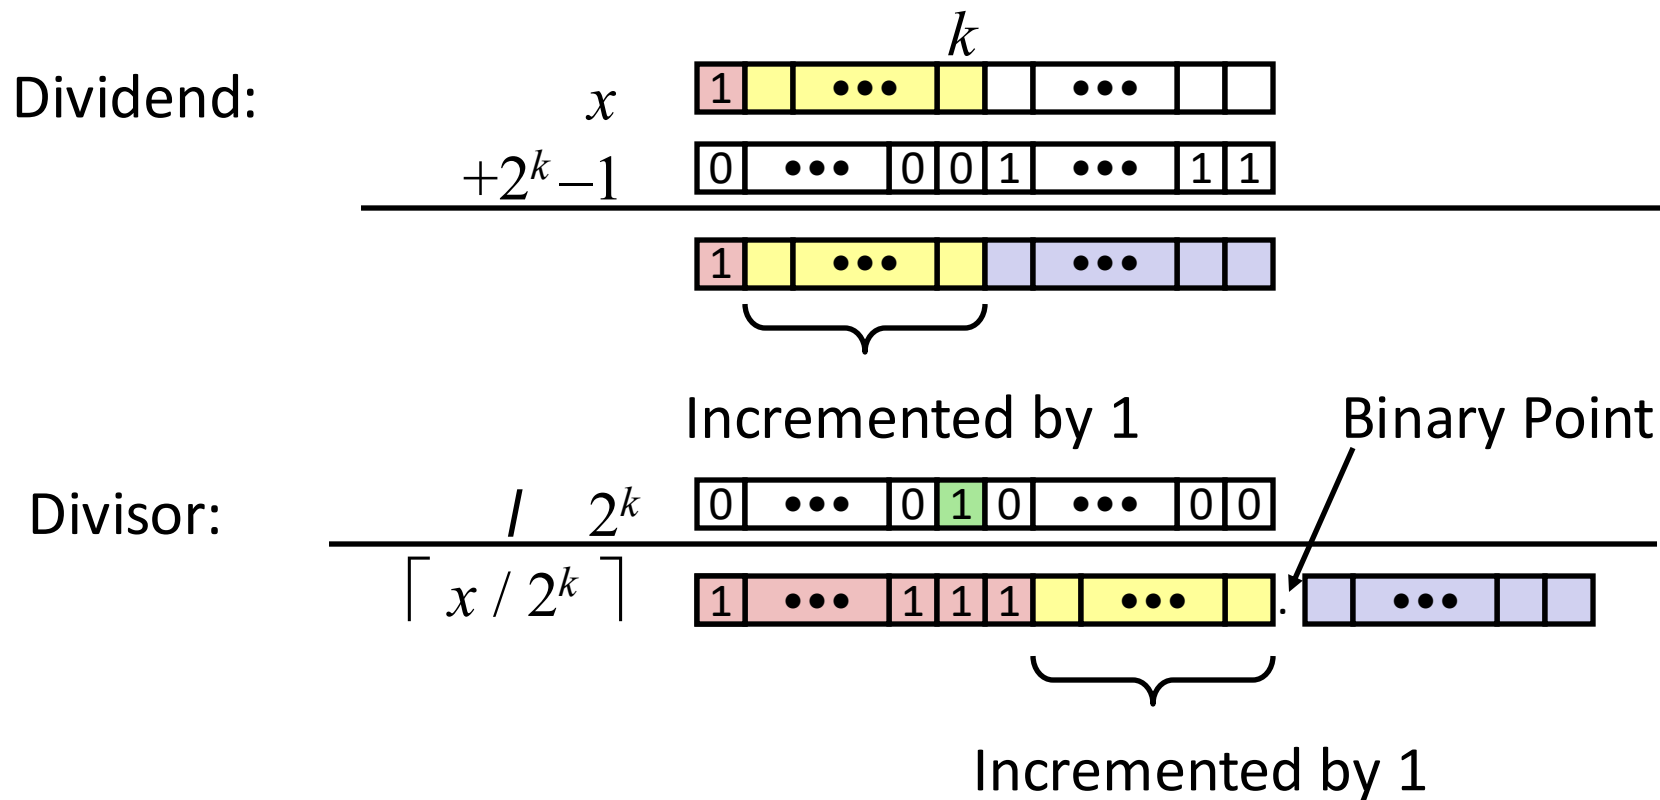 k
Dividend: x 1 ••• •••
+2^k –1 0 ••• 0 0 1 ••• 1 1
1 ••• •••
Incremented by 1
Binary Point
Divisor: / 2^k 0 ••• 0 1 0 ••• 0 0
⌈ x / 2^k ⌉ 1 ••• 1 1 1 ••• . •••
Incremented by 1